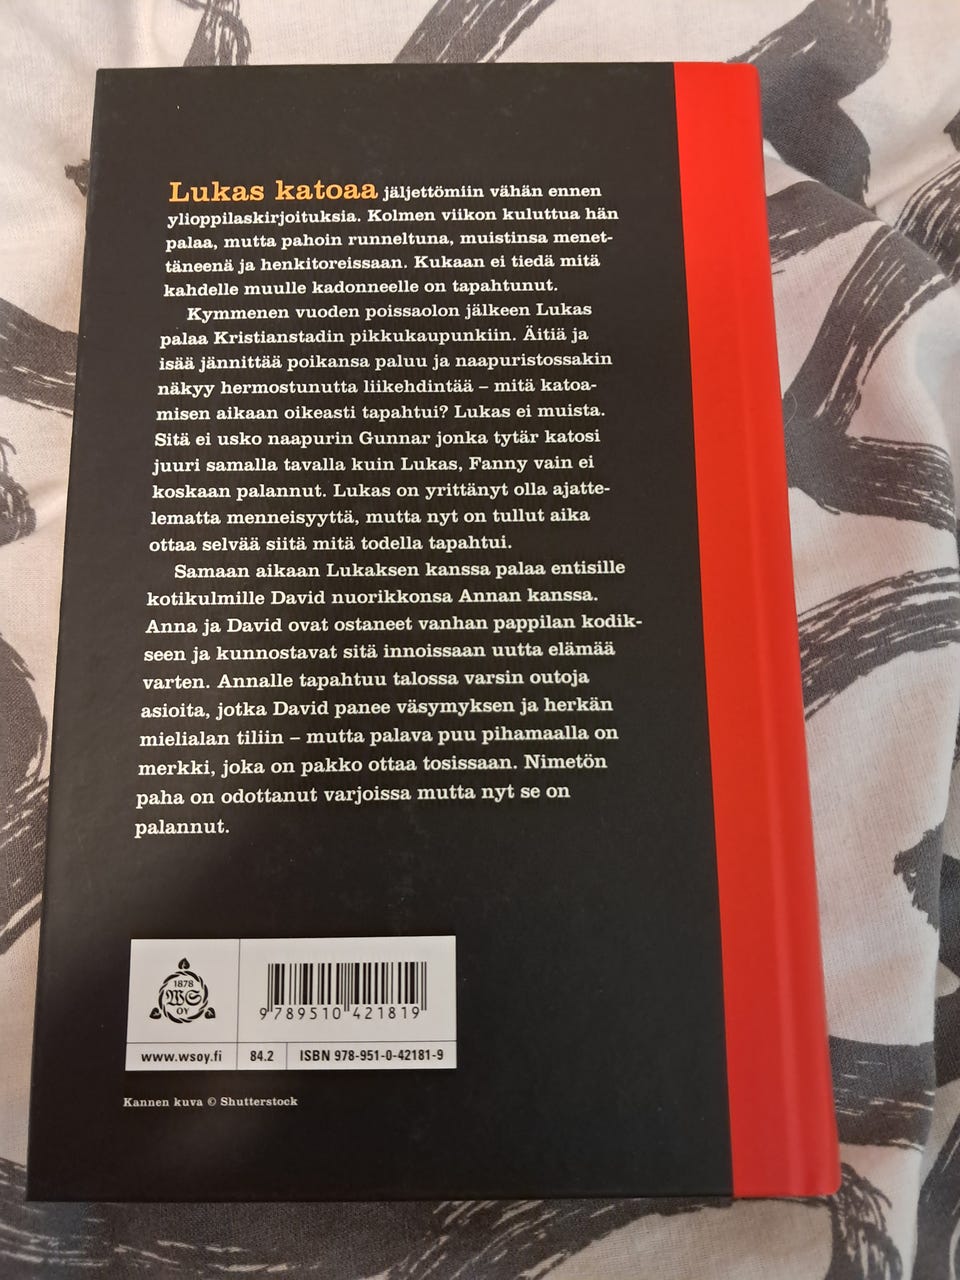 Lukas katoaa jäljettömiin vähän ennen
ylioppilaskirjoituksia. Kolmen viikon kuluttua hän
palaa, mutta pahoin runneltuna, muistinsa menet-
täneenä ja henkitoreissaan. Kukaan ei tiedä mitä
kahdelle muulle kadonneelle on tapahtunut.
Kymmenen vuoden poissaolon jälkeen Lukas
palaa Kristianstadin pikkukaupunkiin. Äitiä ja
isää jännittää poikansa paluu ja naapuristossakin
näkyy hermostunutta liikehdintää – mitä katoa-
misen aikaan oikeasti tapahtui? Lukas ei muista.
Sitä ei usko naapurin Gunnar jonka tytär katosi
juuri samalla tavalla kuin Lukas, Fanny vain ei
koskaan palannut. Lukas on yrittänyt olla ajatte-
lematta menneisyyttä, mutta nyt on tullut aika
ottaa selvää siitä mitä todella tapahtui.
Samaan aikaan Lukaksen kanssa palaa entisille
kotikulmille David nuorikkonsa Annan kanssa.
Anna ja David ovat ostaneet vanhan pappilan kodik-
seen ja kunnostavat sitä innoissaan uutta elämää
varten. Annalle tapahtuu talossa varsin outoja
asioita, jotka David panee väsymyksen ja herkän
mielialan tiliin – mutta palava puu pihamaalla on
merkki, joka on pakko ottaa tosissaan. Nimetön
paha on odottanut varjoissa mutta nyt se on
palannut.
1878
WS
OY
9 789510 421819
www.wsoy.fi 84.2 ISBN 978-951-0-42181-9
Kannen kuva © Shutterstock